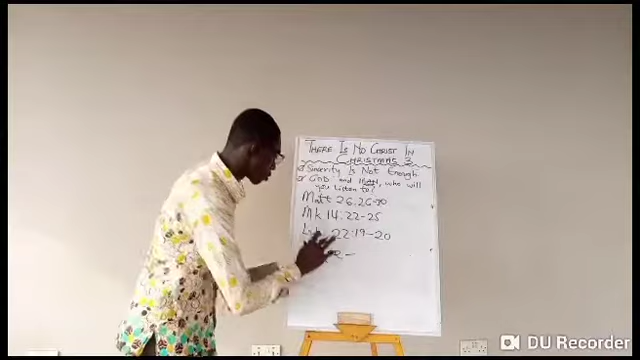 THERE IS NO CHRIST IN
CHRISTMAS 3
Sincerity Is Not Enough
GOD and MAN, who will
you listen to?
Matt 26:26-30
Mk 14:22-25
22:19-20
DU Recorder